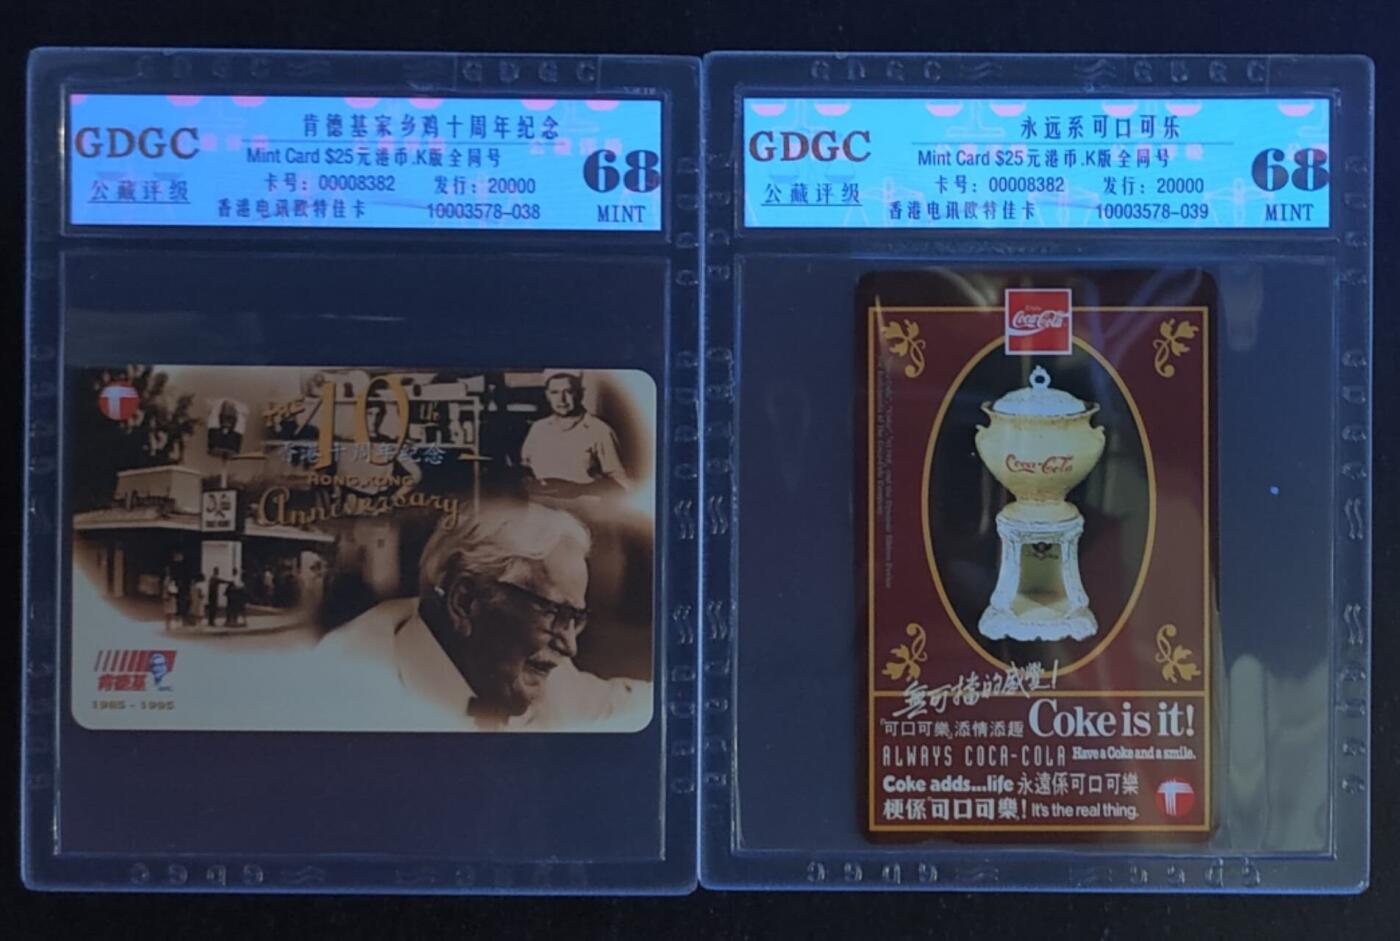 GDGC
公藏评级
肯德基家乡鸡十周年纪念
Mint Card $25元港币.K版全同号
卡号：00008382 发行：20000
香港电讯欧特佳卡 10003578-038
68
MINT
THE 10th
香港十周年纪念
HONG KONG
Anniversary
肯德基
1985 - 1995
GDGC
公藏评级
永远系可口可乐
Mint Card $25元港币.K版全同号
卡号：00008382 发行：20000
香港电讯欧特佳卡 10003578-039
68
MINT
Enjoy
Coca-Cola
Coca-Cola
無可擋的感覺!
「可口可樂」添情添趣 Coke is it!
ALWAYS COCA-COLA Have a Coke and a smile.
Coke adds...life 永遠係可口可樂
梗係「可口可樂」! It's the real thing.